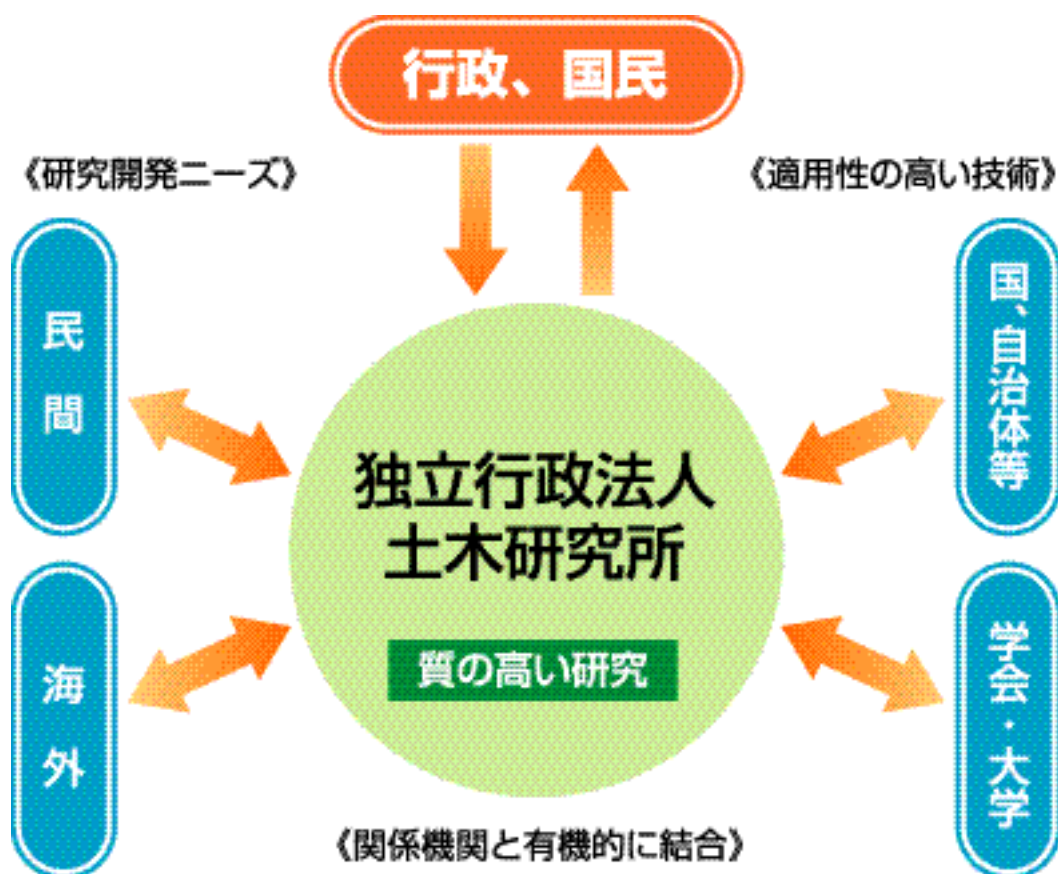 行政、国民
《研究開発ニーズ》
《適用性の高い技術》
民間
国、自治体等
独立行政法人
土木研究所
質の高い研究
海外
学会・大学
《関係機関と有機的に結合》